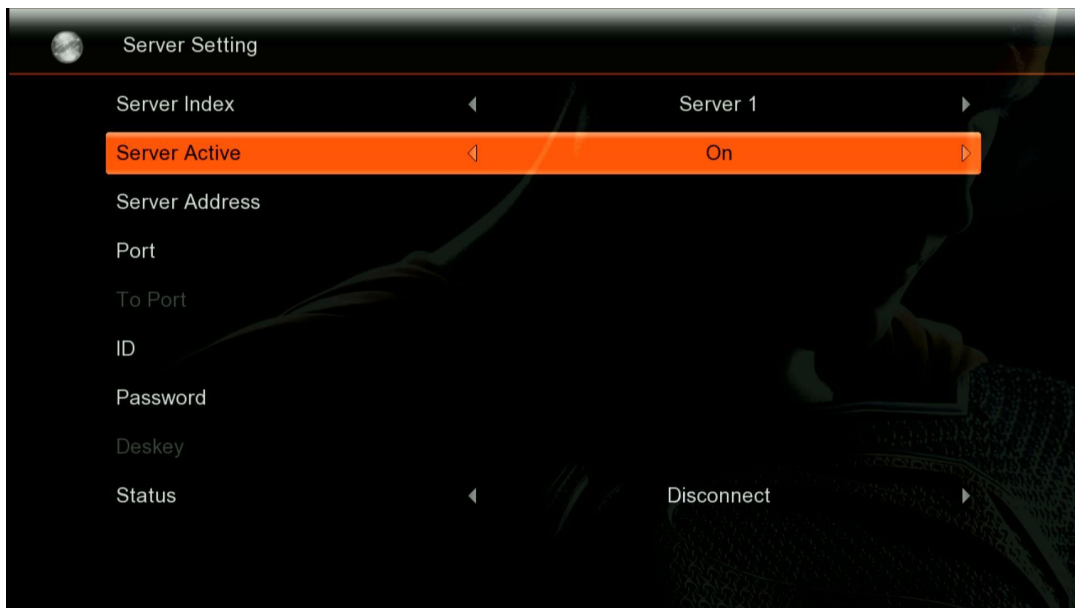 Server Setting
Server Index Server 1
Server Active On
Server Address
Port
To Port
ID
Password
Deskey
Status Disconnect